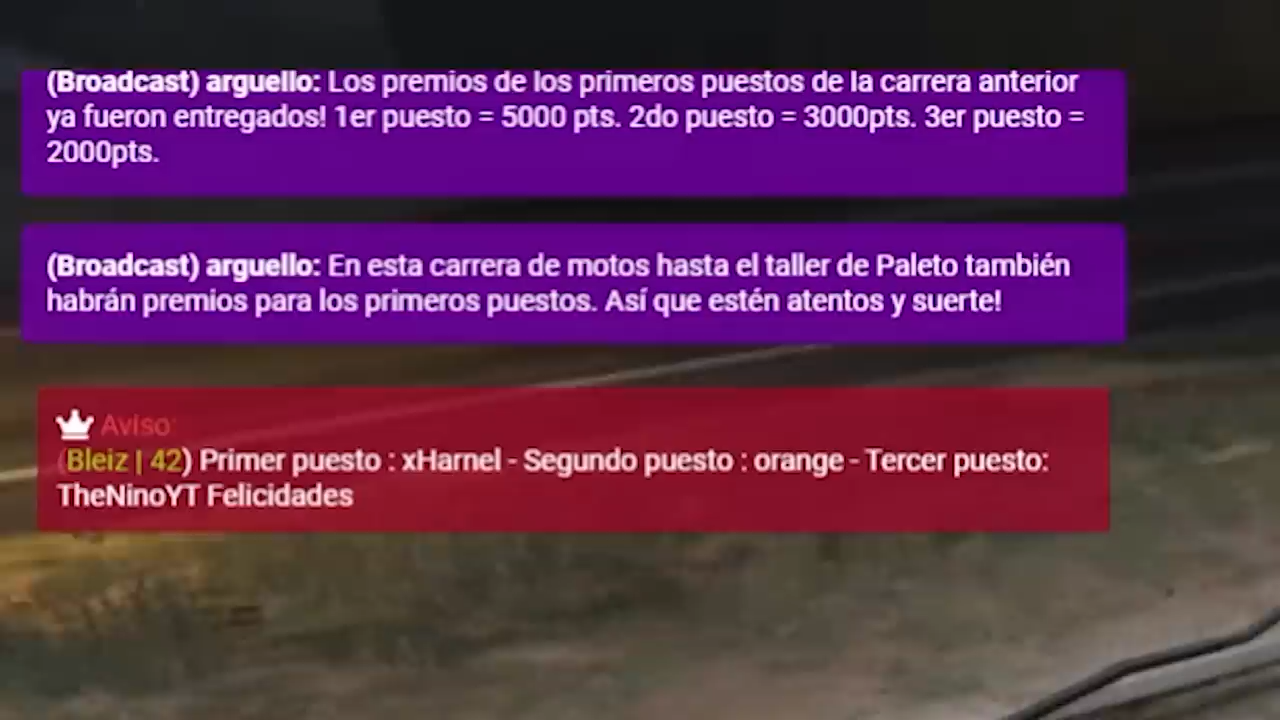 (Broadcast) arguello: Los premios de los primeros puestos de la carrera anterior
ya fueron entregados! 1er puesto = 5000 pts. 2do puesto = 3000pts. 3er puesto =
2000pts.
(Broadcast) arguello: En esta carrera de motos hasta el taller de Paleto también
habrán premios para los primeros puestos. Así que estén atentos y suerte!
Aviso:
(Bleiz | 42) Primer puesto : xHarnel - Segundo puesto : orange - Tercer puesto:
TheNinoYT Felicidades